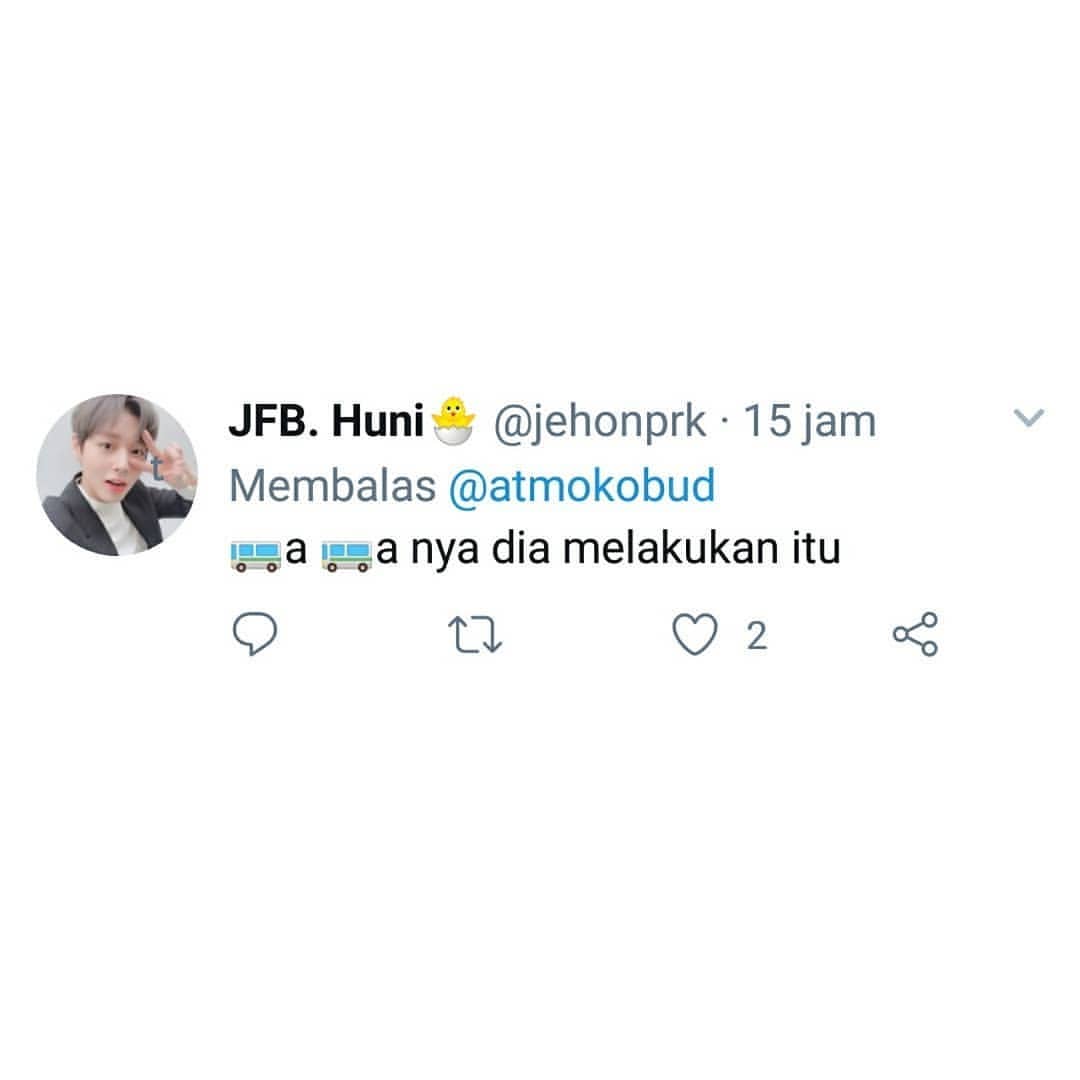 JFB. Huni🐣 @jehonprk · 15 jam
Membalas @atmokobud
🚌a 🚌a nya dia melakukan itu
2
t